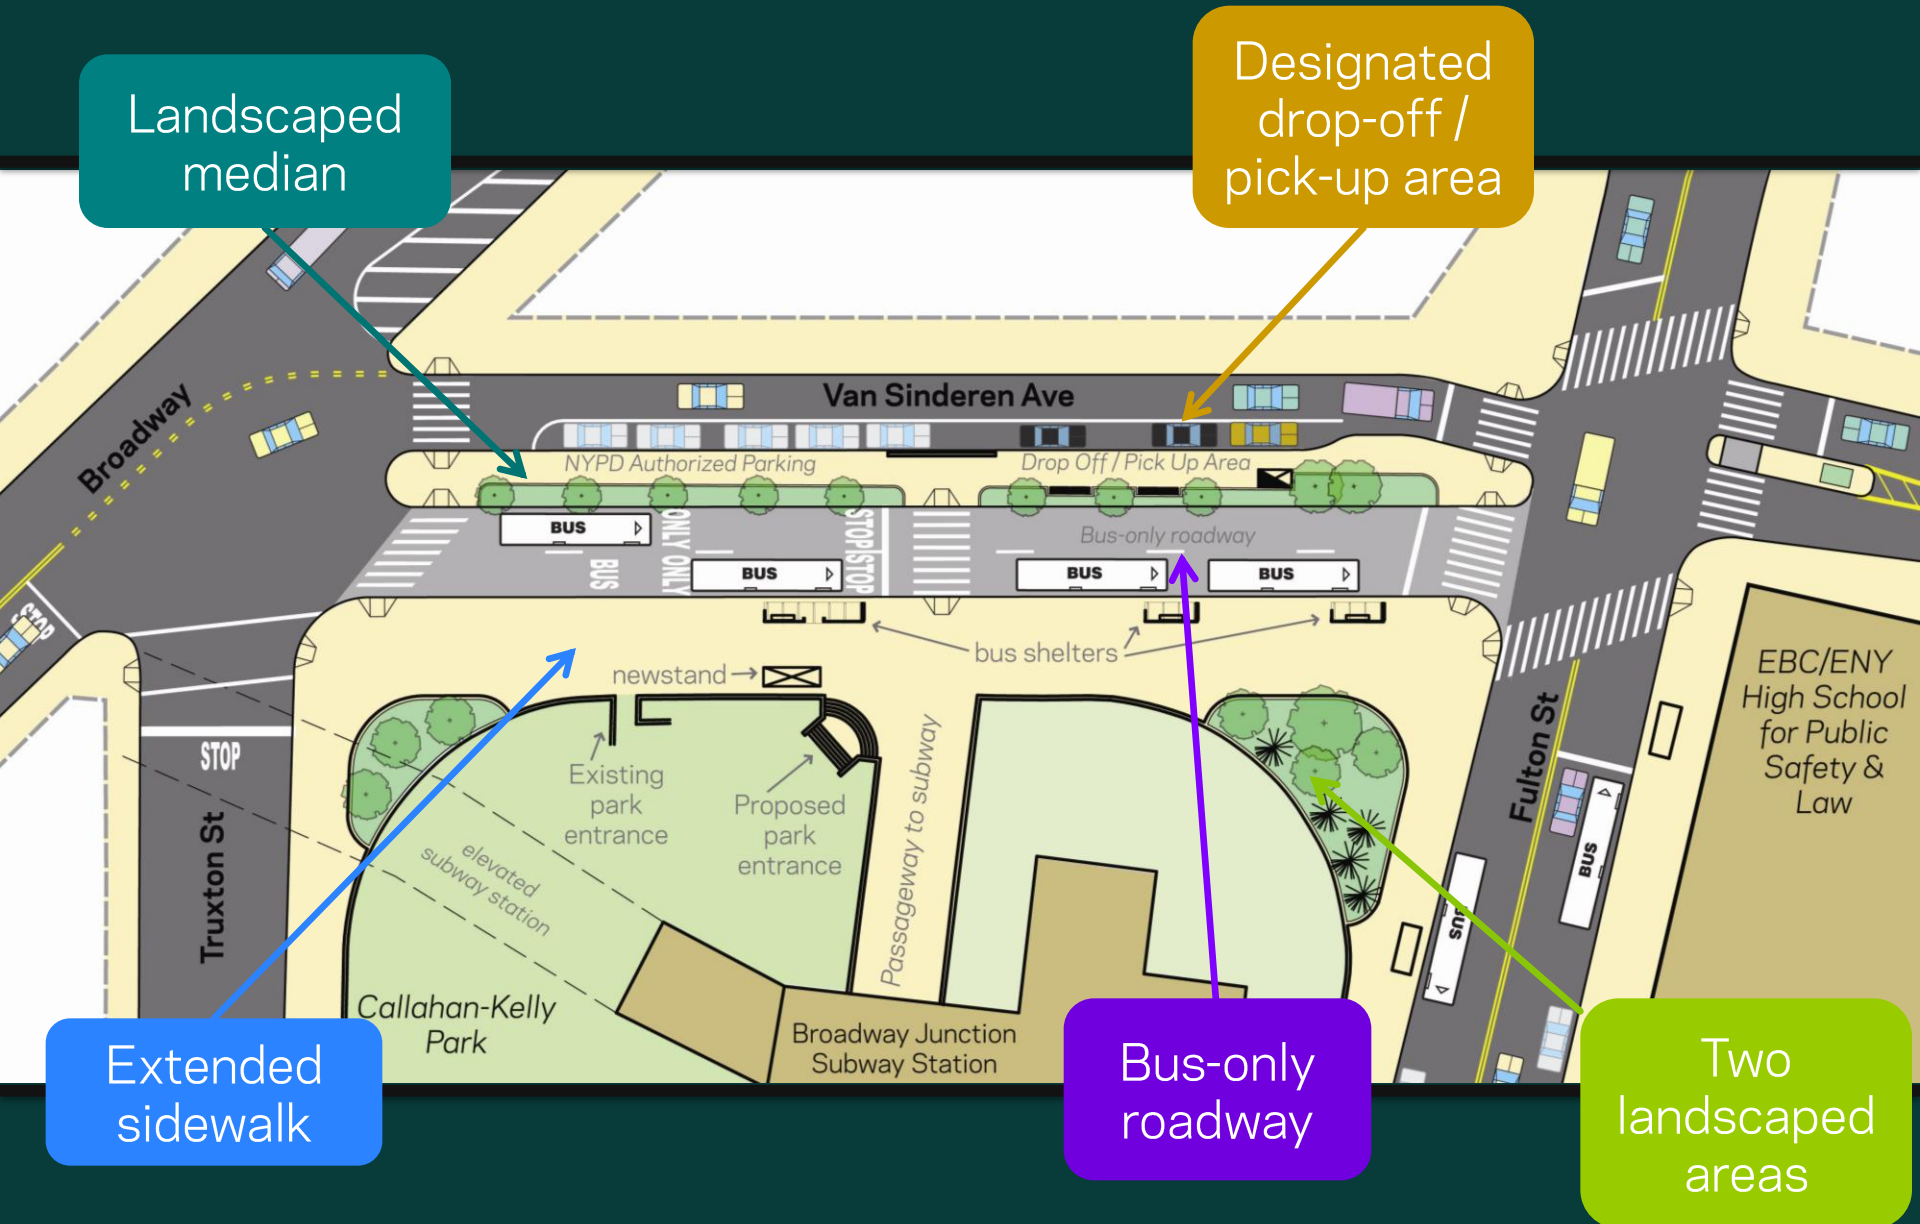 Landscaped
median
Designated
drop-off /
pick-up area
Broadway
Van Sinderen Ave
NYPD Authorized Parking
Drop Off / Pick Up Area
BUS
ONLY ONLY
BUS
STOP|STOP
Bus-only roadway
BUS
BUS
BUS
STOP
bus shelters
newstand
Existing
park
entrance
Proposed
park
entrance
Passageway to subway
elevated
subway station
STOP
Truxton St
Fulton St
EBC/ENY
High School
for Public
Safety &
Law
BUS
BUS
Callahan-Kelly
Park
Broadway Junction
Subway Station
Extended
sidewalk
Bus-only
roadway
Two
landscaped
areas